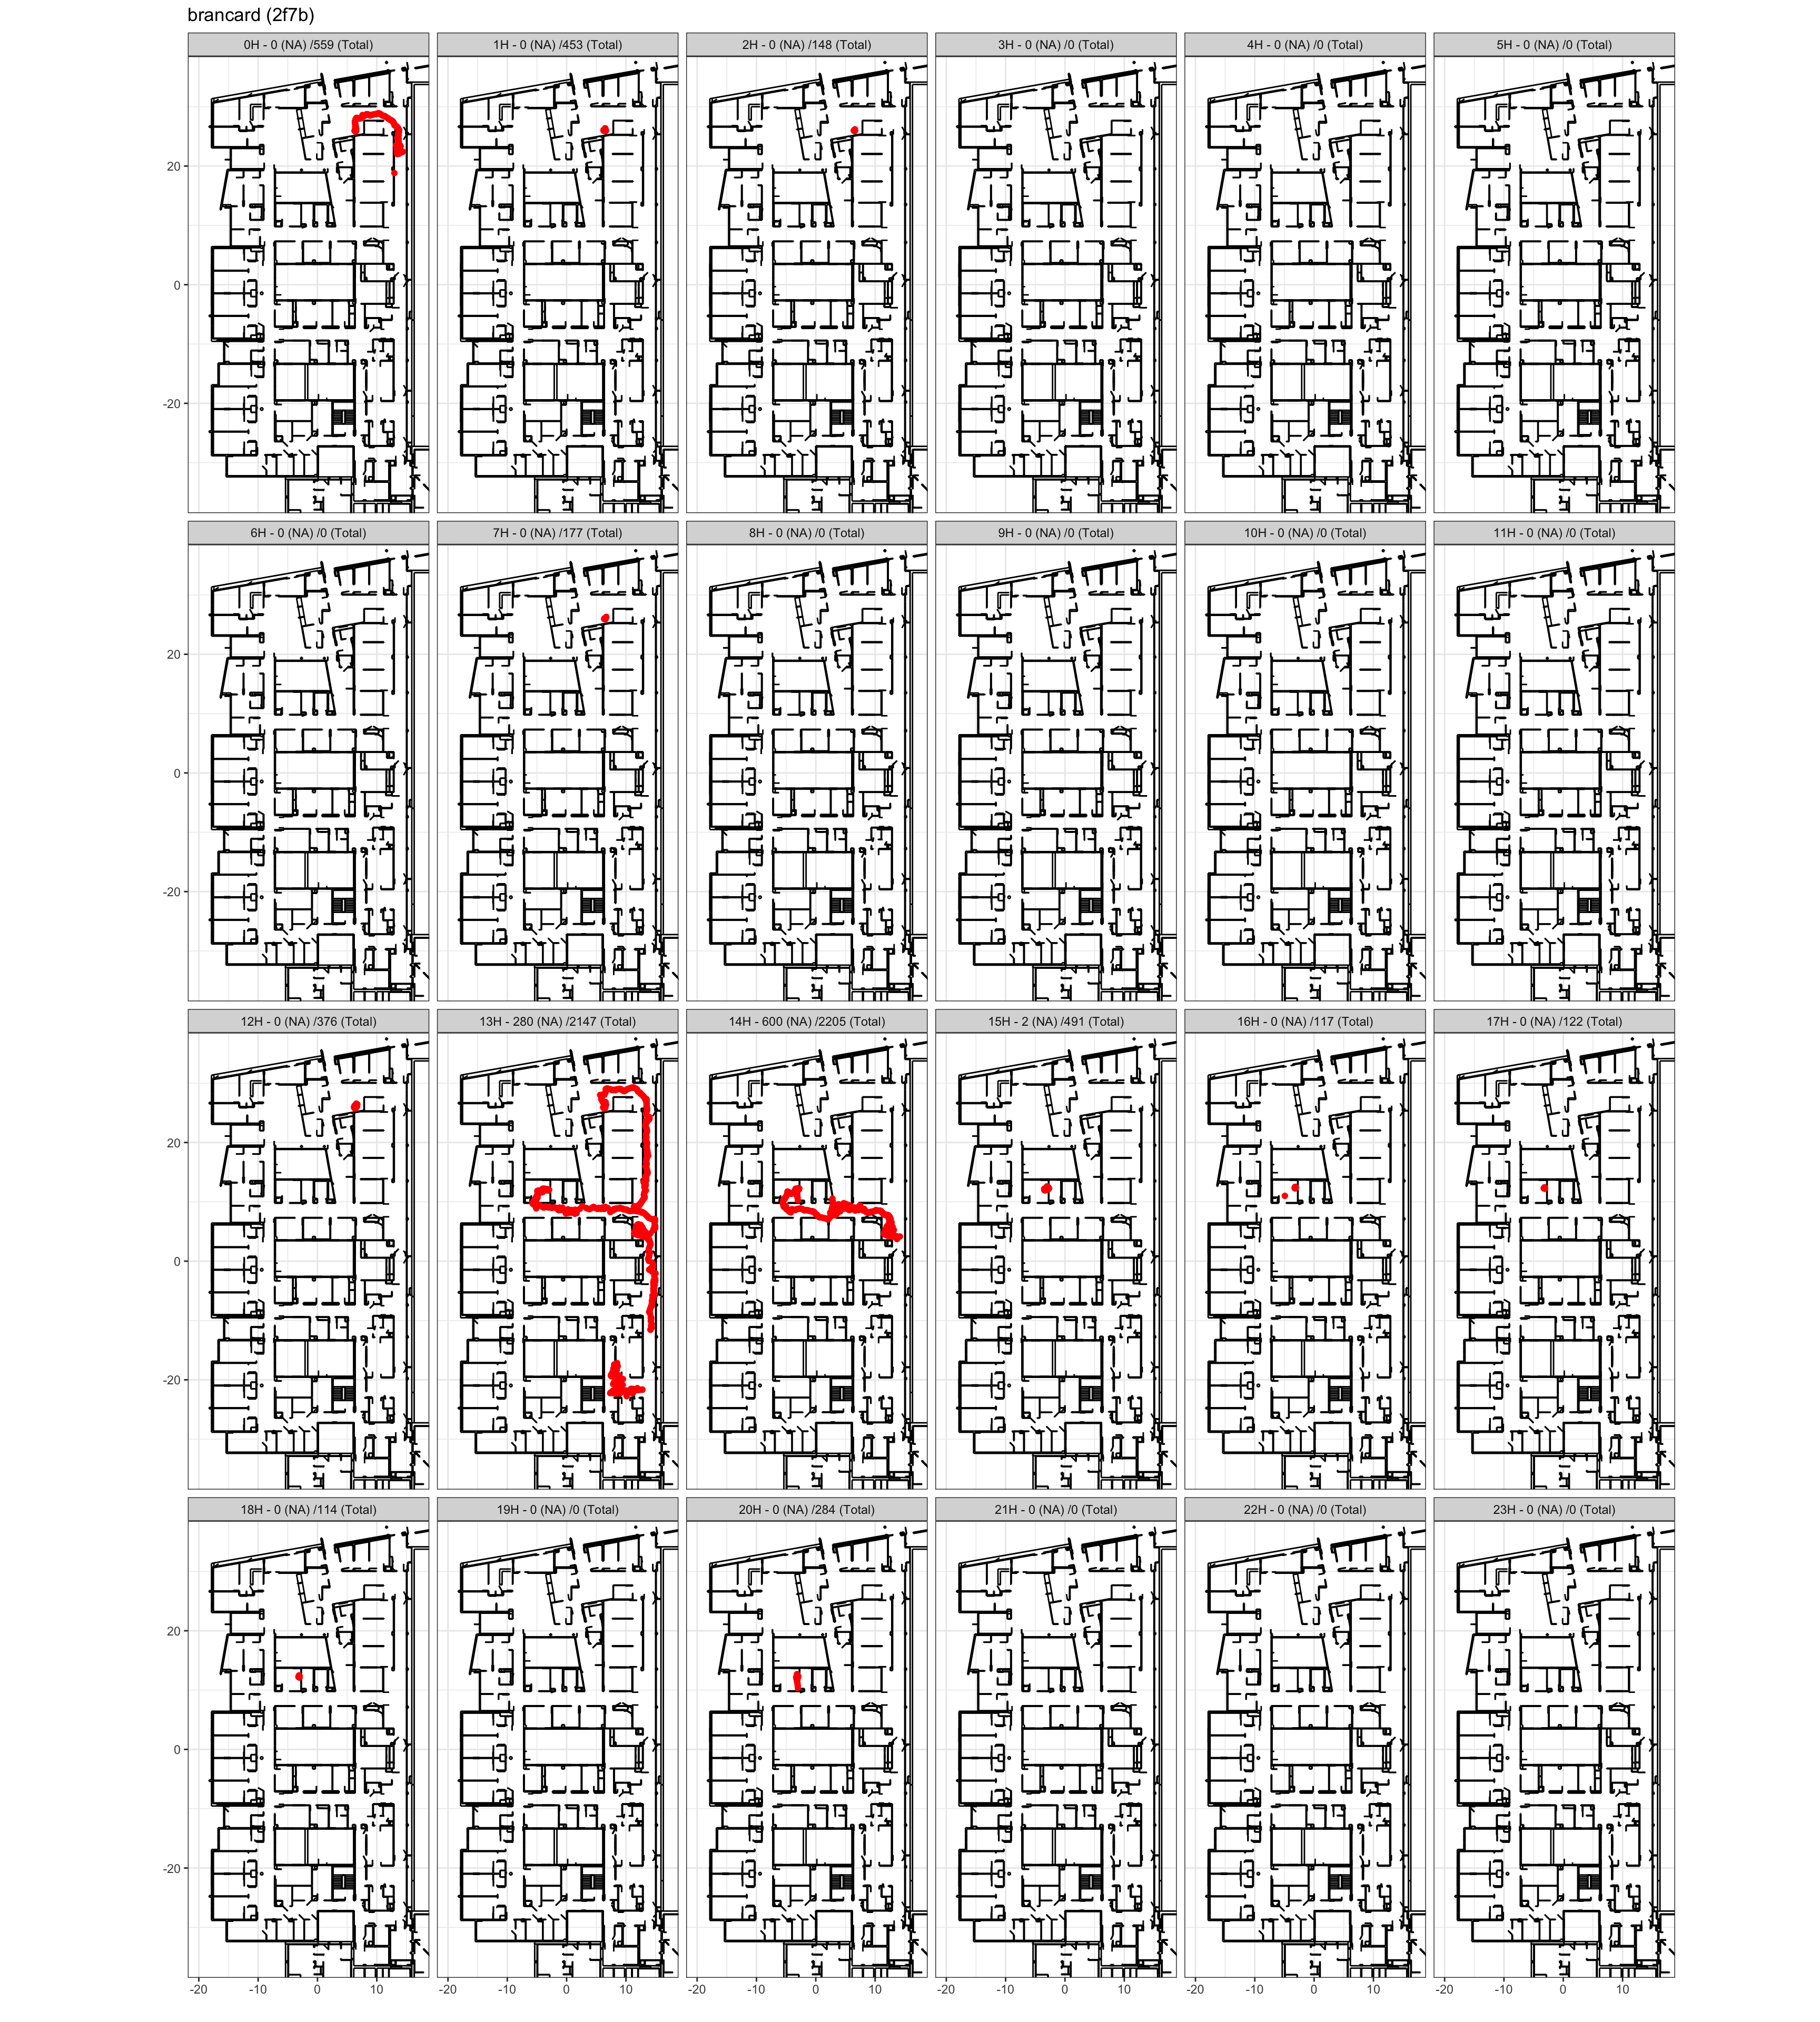 brancard (2f7b)
0H - 0 (NA) /559 (Total) 1H - 0 (NA) /453 (Total) 2H - 0 (NA) /148 (Total) 3H - 0 (NA) /0 (Total) 4H - 0 (NA) /0 (Total) 5H - 0 (NA) /0 (Total)
20
0
-20
6H - 0 (NA) /0 (Total) 7H - 0 (NA) /177 (Total) 8H - 0 (NA) /0 (Total) 9H - 0 (NA) /0 (Total) 10H - 0 (NA) /0 (Total) 11H - 0 (NA) /0 (Total)
20
0
-20
12H - 0 (NA) /376 (Total) 13H - 280 (NA) /2147 (Total) 14H - 600 (NA) /2205 (Total) 15H - 2 (NA) /491 (Total) 16H - 0 (NA) /117 (Total) 17H - 0 (NA) /122 (Total)
20
0
-20
18H - 0 (NA) /114 (Total) 19H - 0 (NA) /0 (Total) 20H - 0 (NA) /284 (Total) 21H - 0 (NA) /0 (Total) 22H - 0 (NA) /0 (Total) 23H - 0 (NA) /0 (Total)
20
0
-20
-20 -10 0 10 -20 -10 0 10 -20 -10 0 10 -20 -10 0 10 -20 -10 0 10 -20 -10 0 10